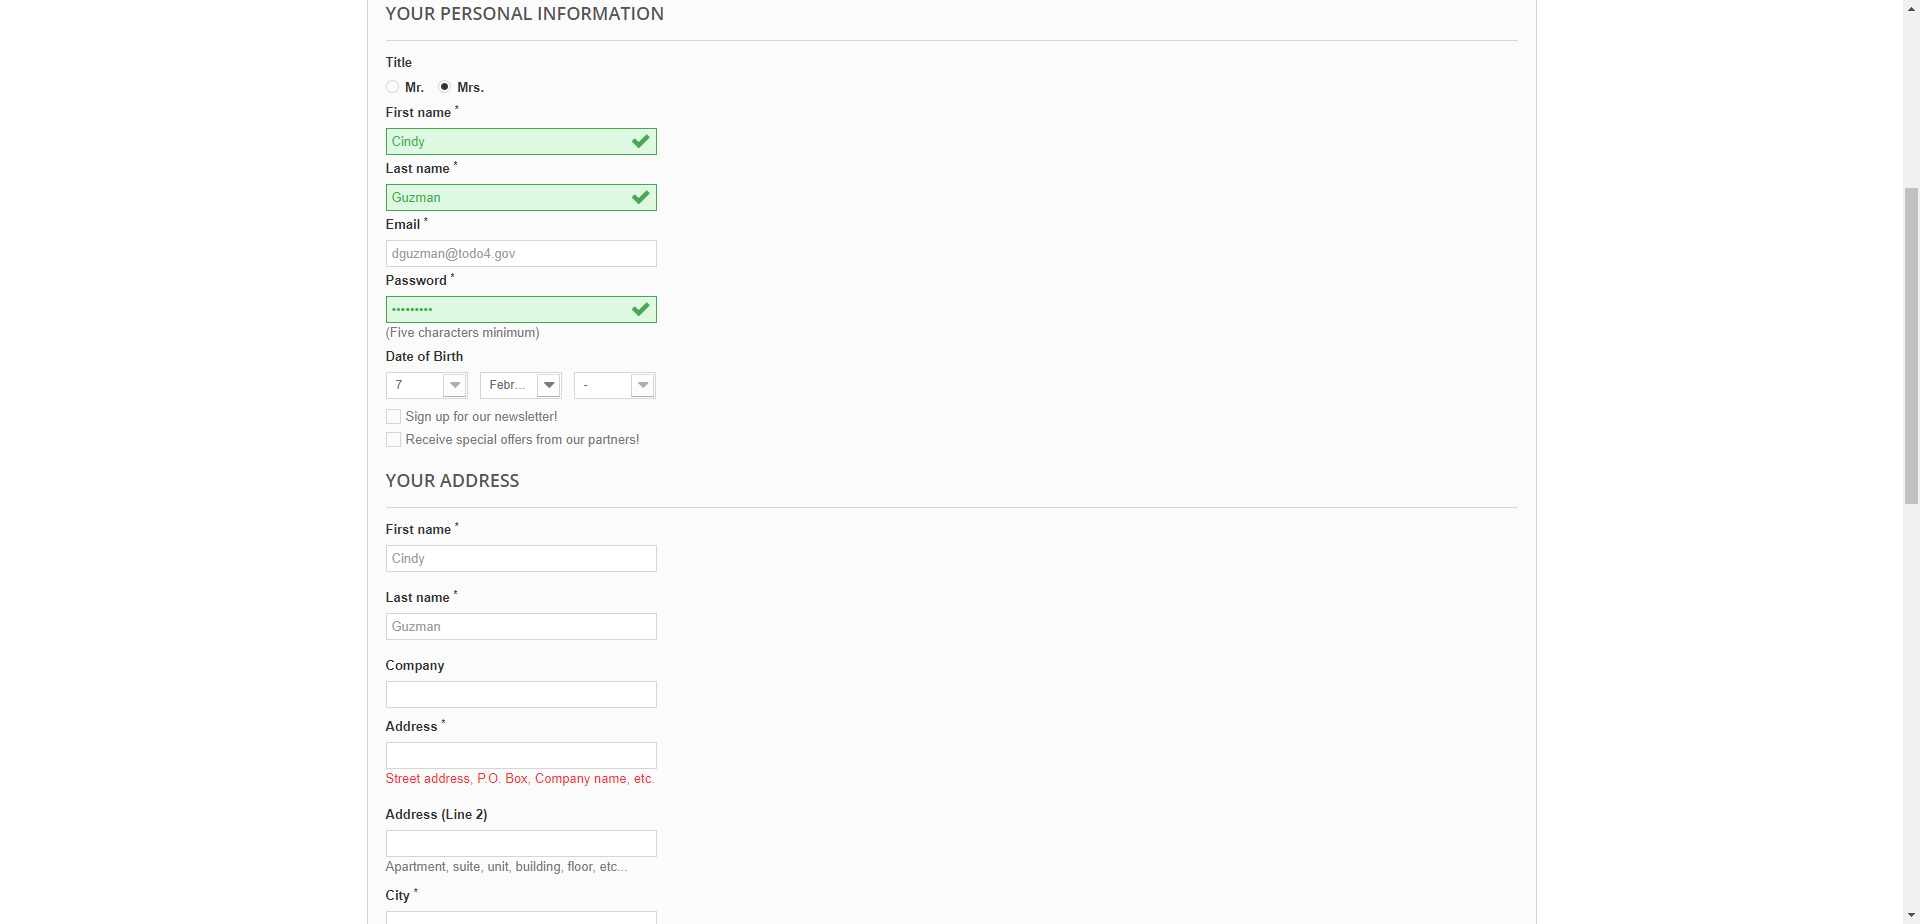 YOUR PERSONAL INFORMATION
Title
Mr. Mrs.
First name *
Cindy
Last name *
Guzman
Email *
dguzman@todo4.gov
Password *
•••••••••
(Five characters minimum)
Date of Birth
7 Febr... -
Sign up for our newsletter!
Receive special offers from our partners!
YOUR ADDRESS
First name *
Cindy
Last name *
Guzman
Company
Address *
Street address, P.O. Box, Company name, etc.
Address (Line 2)
Apartment, suite, unit, building, floor, etc...
City *